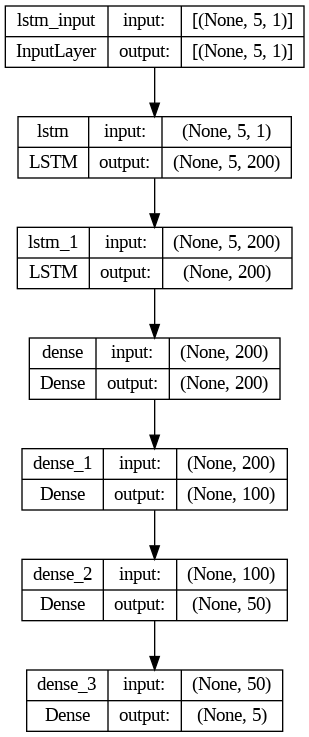 lstm_input input: [(None, 5, 1)]
InputLayer output: [(None, 5, 1)]
lstm input: (None, 5, 1)
LSTM output: (None, 5, 200)
lstm_1 input: (None, 5, 200)
LSTM output: (None, 200)
dense input: (None, 200)
Dense output: (None, 200)
dense_1 input: (None, 200)
Dense output: (None, 100)
dense_2 input: (None, 100)
Dense output: (None, 50)
dense_3 input: (None, 50)
Dense output: (None, 5)